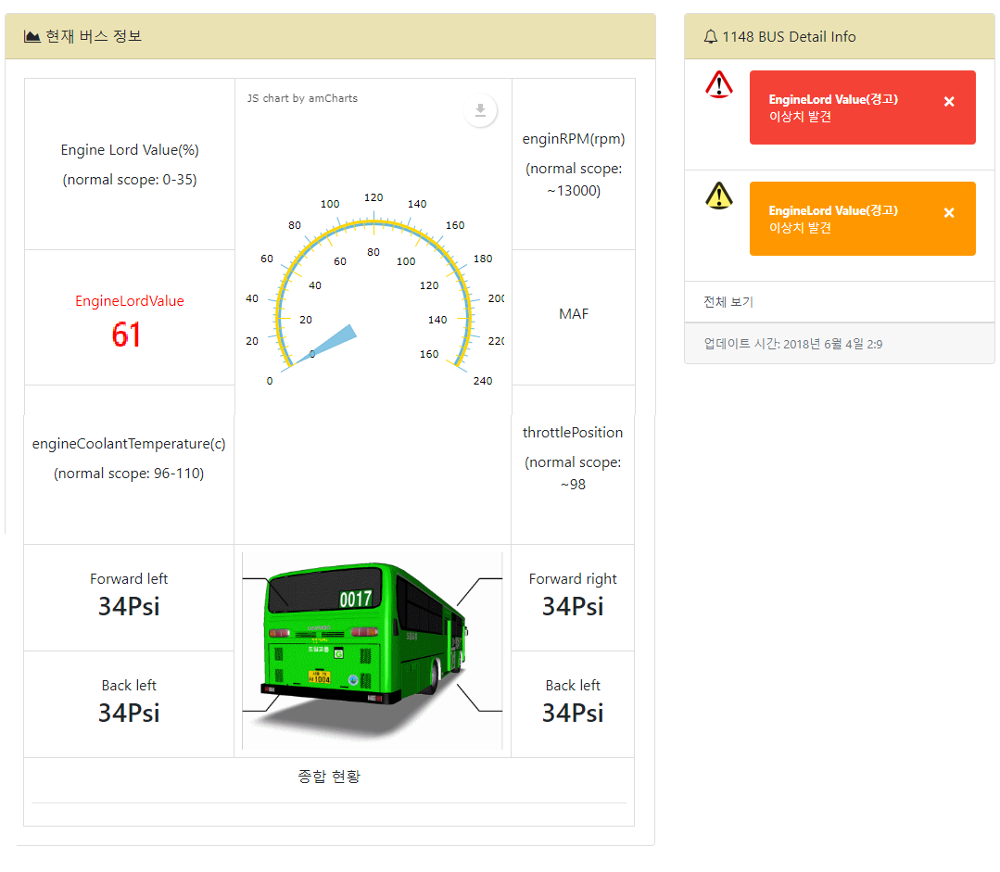 현재 버스 정보
Engine Lord Value(%)
(normal scope: 0-35)
EngineLordValue
61
engineCoolantTemperature(c)
(normal scope: 96-110)
JS chart by amCharts
0
20
40
60
80
100
120
140
160
180
200
220
240
0
20
40
60
80
100
120
140
160
enginRPM(rpm)
(normal scope:
~13000)
MAF
throttlePosition
(normal scope:
~98
Forward left
34Psi
0017
1004
Forward right
34Psi
Back left
34Psi
Back left
34Psi
종합 현황
1148 BUS Detail Info
EngineLord Value(경고)
이상치 발견
×
EngineLord Value(경고)
이상치 발견
×
전체 보기
업데이트 시간: 2018년 6월 4일 2:9